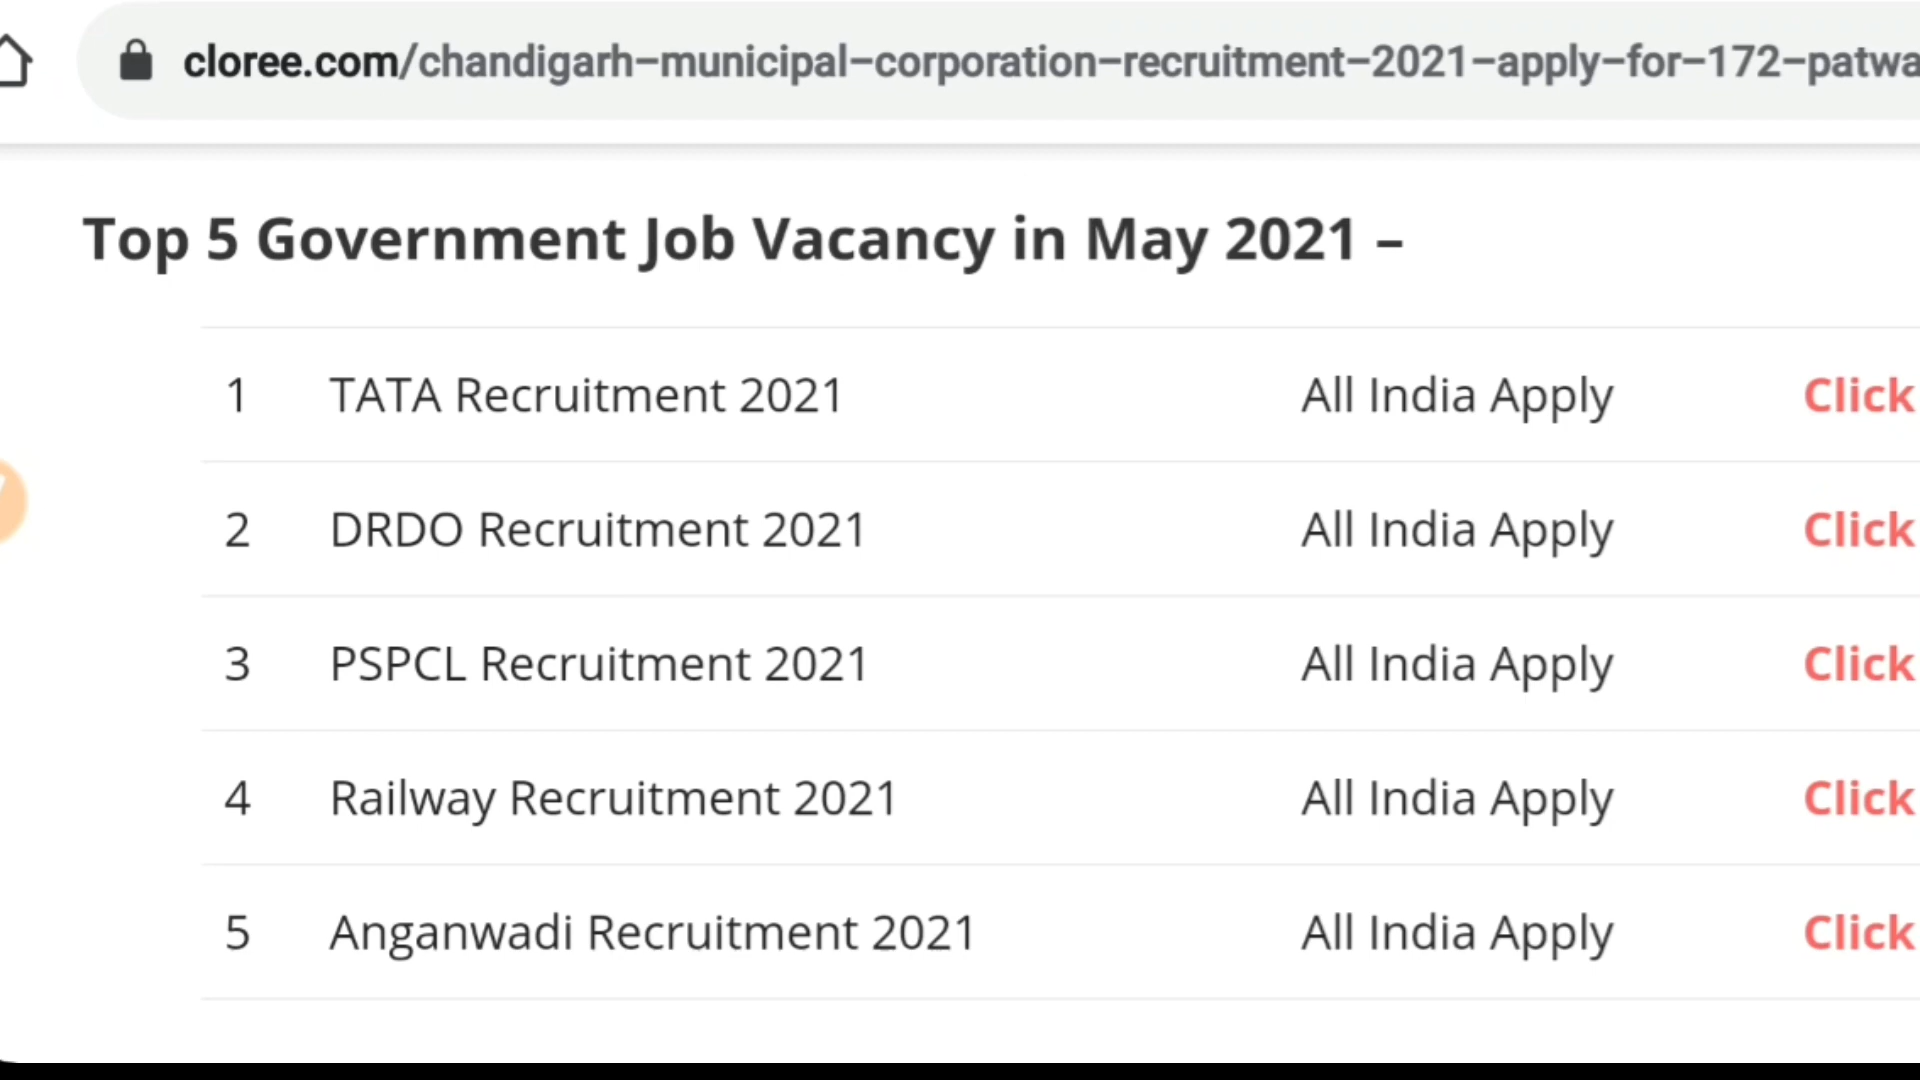 cloree.com/chandigarh-municipal-corporation-recruitment-2021-apply-for-172-patwa
Top 5 Government Job Vacancy in May 2021 –
1 TATA Recruitment 2021 All India Apply Click
2 DRDO Recruitment 2021 All India Apply Click
3 PSPCL Recruitment 2021 All India Apply Click
4 Railway Recruitment 2021 All India Apply Click
5 Anganwadi Recruitment 2021 All India Apply Click